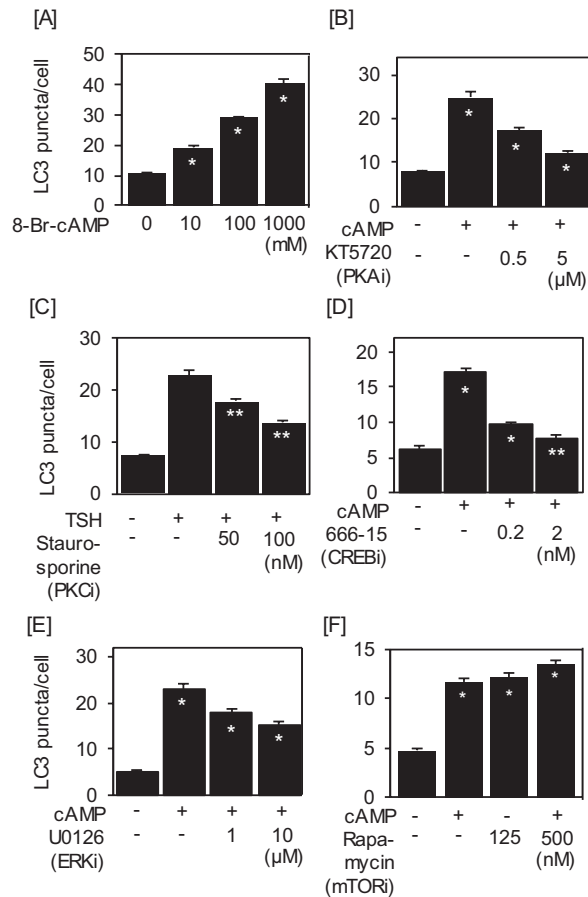 [A]
LC3 puncta/cell
50
40
30
20
10
0
* * *
8-Br-cAMP 0 10 100 1000
(mM)
[B]
30
20
10
0
* * *
cAMP - + + +
KT5720 - - 0.5 5
(PKAi) (µM)
[C]
LC3 puncta/cell
30
20
10
0
** **
TSH - + + +
Stauro- - - 50 100
sporine (nM)
(PKCi)
[D]
20
15
10
5
0
* * **
cAMP - + + +
666-15 - - 0.2 2
(CREBi) (nM)
[E]
LC3 puncta/cell
30
20
10
0
* * *
cAMP - + + +
U0126 - - 1 10
(ERKi) (µM)
[F]
15
10
5
0
* * *
cAMP - + - +
Rapa- - - 125 500
mycin (nM)
(mTORi)